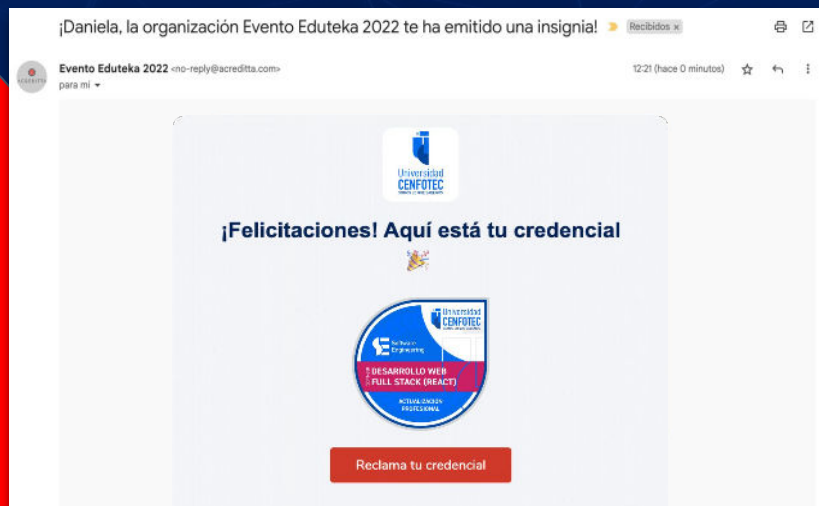 ¡Daniela, la organización Evento Eduteka 2022 te ha emitido una insignia!
Recibidos x
Evento Eduteka 2022 <no-reply@acreditta.com>
12:21 (hace 0 minutos)
para mí
Universidad
CENFOTEC
¡Felicitaciones! Aquí está tu credencial
Universidad
CENFOTEC
Software
Engineering
DESARROLLO WEB
FULL STACK (REACT)
ACTUALIZACIÓN
PROFESIONAL
Reclama tu credencial